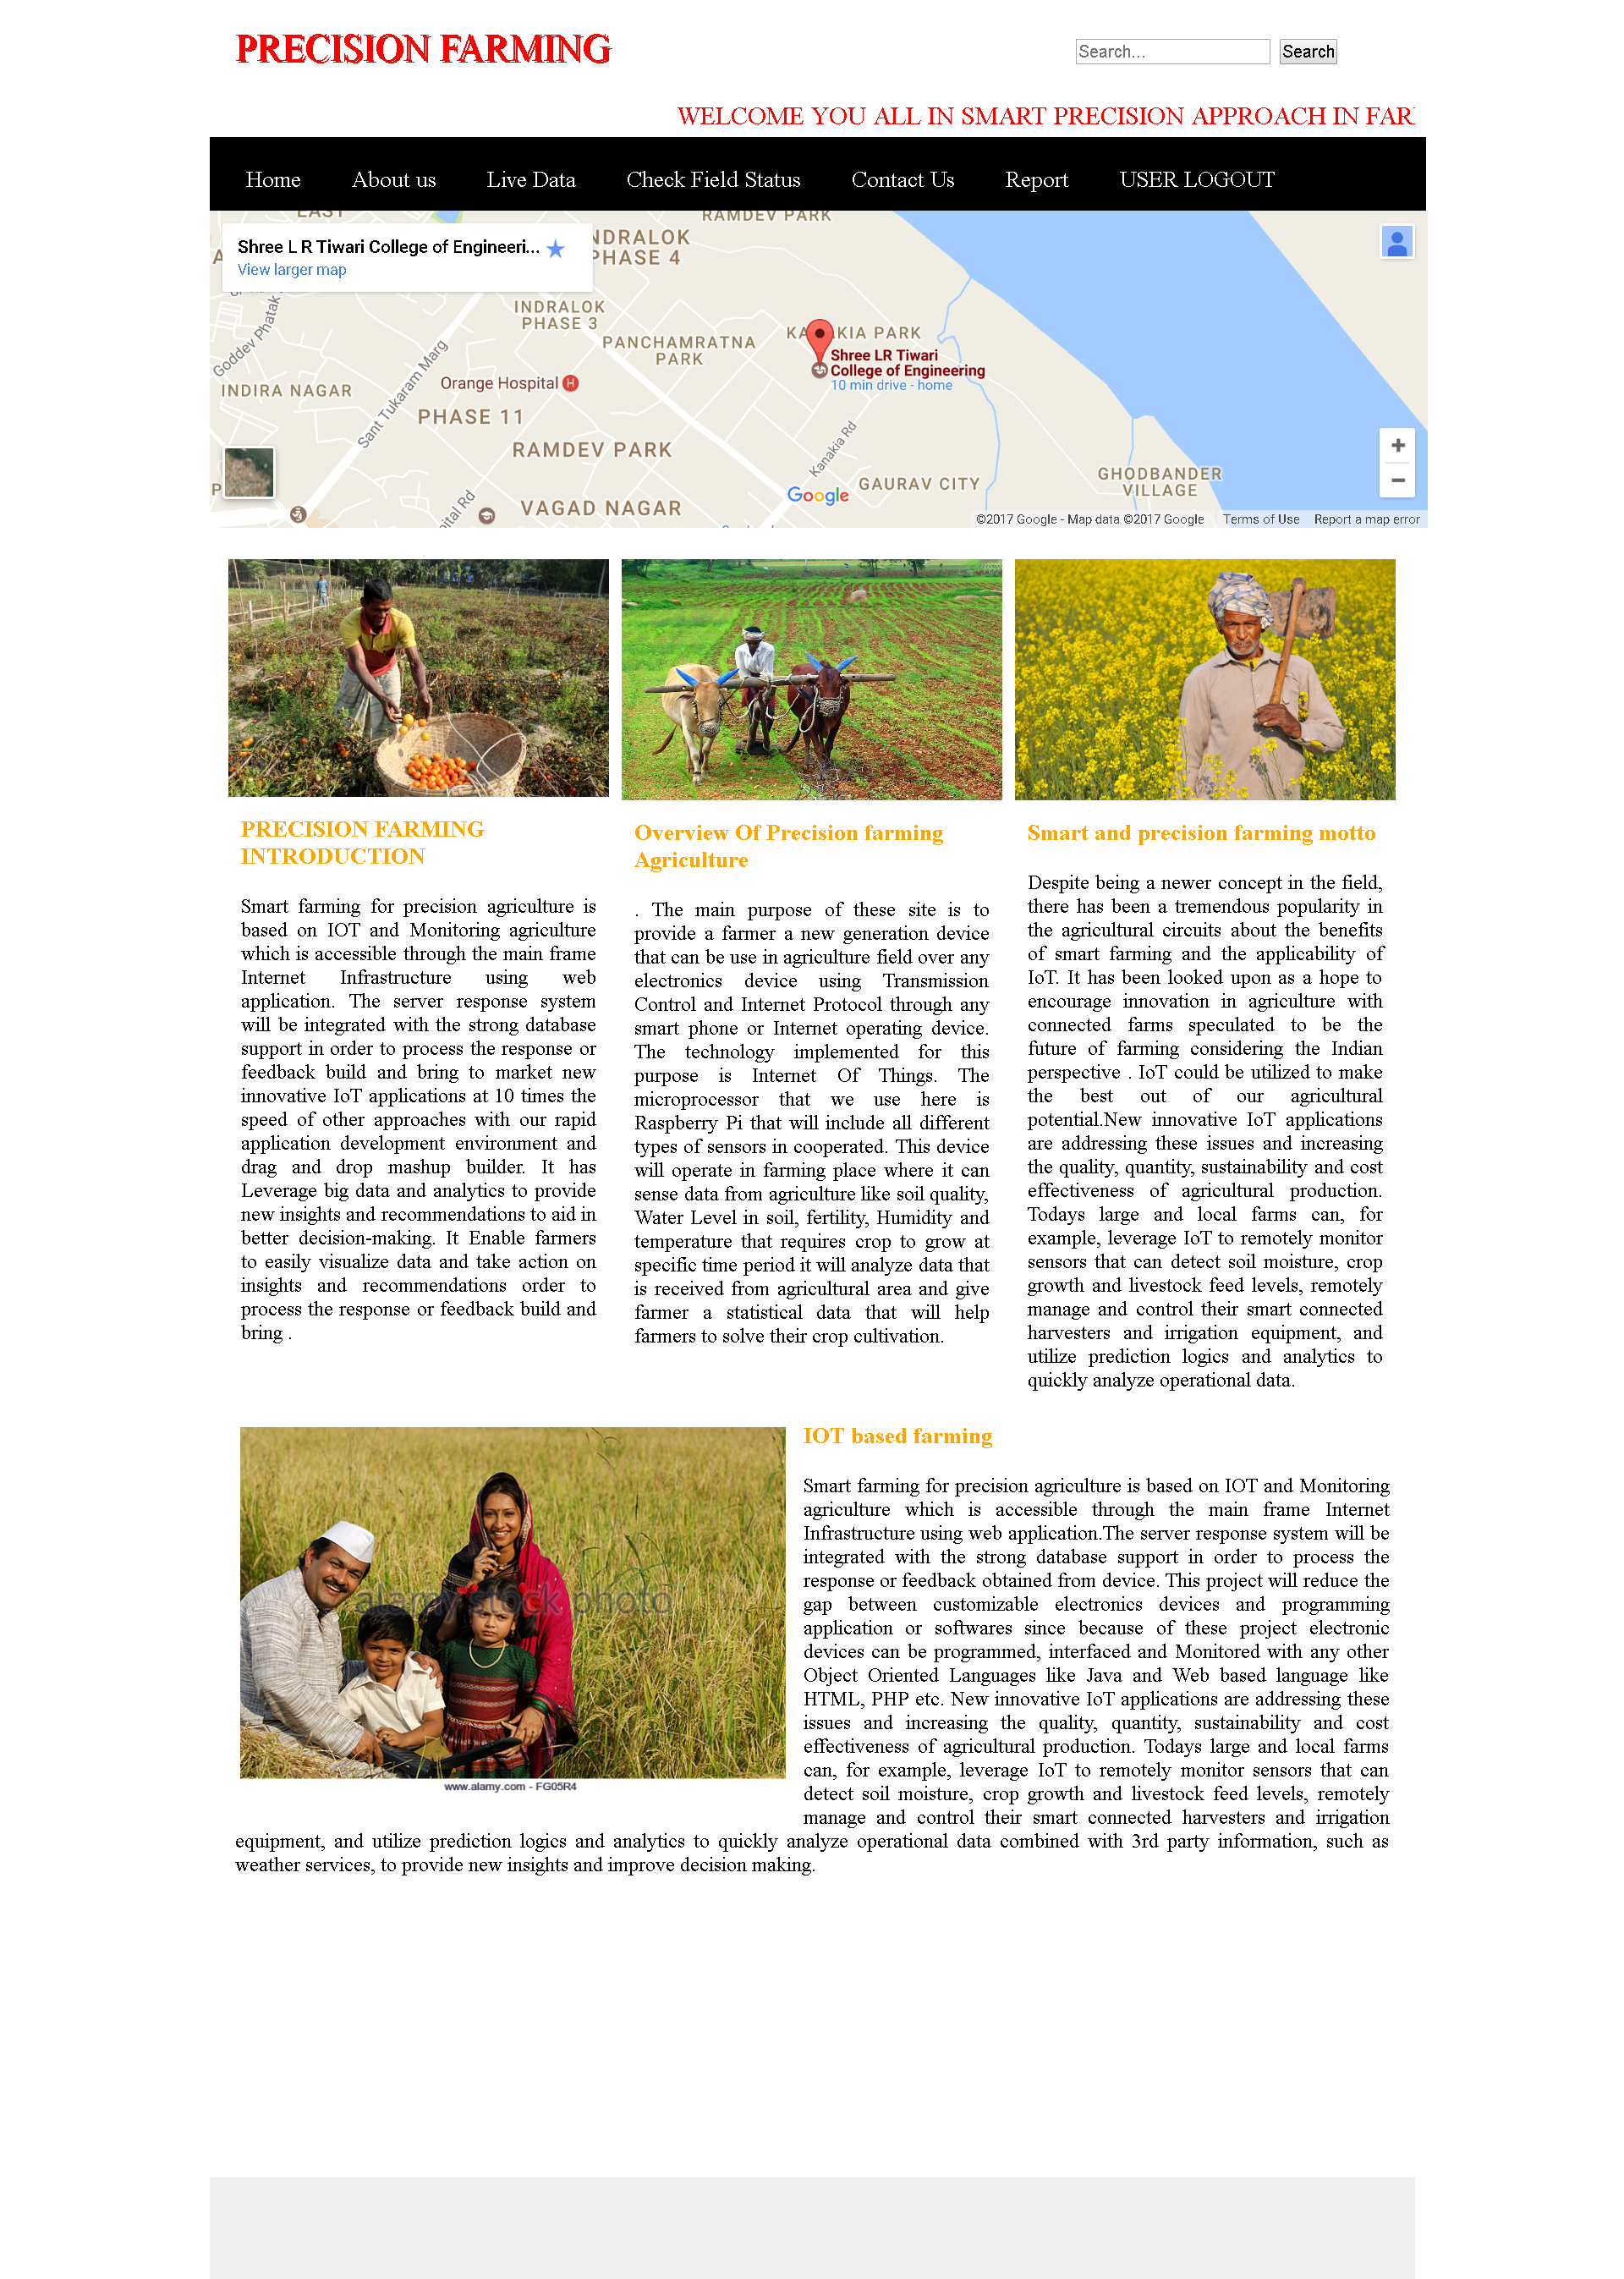 PRECISION FARMING
Search...
Search
WELCOME YOU ALL IN SMART PRECISION APPROACH IN FAR
Home About us Live Data Check Field Status Contact Us Report USER LOGOUT
EAST
RAMDEV PARK
Shree L R Tiwari College of Engineeri...
View larger map
NDRALOK
PHASE 4
Goddev Phatak
INDRALOK
PHASE 3
PANCHAMRATNA
PARK
KIA PARK
Shree LR Tiwari
College of Engineering
10 min drive - home
Sant Tukaram Marg
Orange Hospital H
INDIRA NAGAR
PHASE 11
RAMDEV PARK
Kanakia Rd
GAURAV CITY
GHODBANDER
VILLAGE
Google
VAGAD NAGAR
pital Rd
©2017 Google - Map data ©2017 Google Terms of Use Report a map error
PRECISION FARMING
INTRODUCTION
Smart farming for precision agriculture is
based on IOT and Monitoring agriculture
which is accessible through the main frame
Internet Infrastructure using web
application. The server response system
will be integrated with the strong database
support in order to process the response or
feedback build and bring to market new
innovative IoT applications at 10 times the
speed of other approaches with our rapid
application development environment and
drag and drop mashup builder. It has
Leverage big data and analytics to provide
new insights and recommendations to aid in
better decision-making. It Enable farmers
to easily visualize data and take action on
insights and recommendations order to
process the response or feedback build and
bring .
Overview Of Precision farming
Agriculture
. The main purpose of these site is to
provide a farmer a new generation device
that can be use in agriculture field over any
electronics device using Transmission
Control and Internet Protocol through any
smart phone or Internet operating device.
The technology implemented for this
purpose is Internet Of Things. The
microprocessor that we use here is
Raspberry Pi that will include all different
types of sensors in cooperated. This device
will operate in farming place where it can
sense data from agriculture like soil quality,
Water Level in soil, fertility, Humidity and
temperature that requires crop to grow at
specific time period it will analyze data that
is received from agricultural area and give
farmer a statistical data that will help
farmers to solve their crop cultivation.
Smart and precision farming motto
Despite being a newer concept in the field,
there has been a tremendous popularity in
the agricultural circuits about the benefits
of smart farming and the applicability of
IoT. It has been looked upon as a hope to
encourage innovation in agriculture with
connected farms speculated to be the
future of farming considering the Indian
perspective . IoT could be utilized to make
the best out of our agricultural
potential.New innovative IoT applications
are addressing these issues and increasing
the quality, quantity, sustainability and cost
effectiveness of agricultural production.
Todays large and local farms can, for
example, leverage IoT to remotely monitor
sensors that can detect soil moisture, crop
growth and livestock feed levels, remotely
manage and control their smart connected
harvesters and irrigation equipment, and
utilize prediction logics and analytics to
quickly analyze operational data.
alamy stock photo
www.alamy.com - FG05R4
IOT based farming
Smart farming for precision agriculture is based on IOT and Monitoring
agriculture which is accessible through the main frame Internet
Infrastructure using web application.The server response system will be
integrated with the strong database support in order to process the
response or feedback obtained from device. This project will reduce the
gap between customizable electronics devices and programming
application or softwares since because of these project electronic
devices can be programmed, interfaced and Monitored with any other
Object Oriented Languages like Java and Web based language like
HTML, PHP etc. New innovative IoT applications are addressing these
issues and increasing the quality, quantity, sustainability and cost
effectiveness of agricultural production. Todays large and local farms
can, for example, leverage IoT to remotely monitor sensors that can
detect soil moisture, crop growth and livestock feed levels, remotely
manage and control their smart connected harvesters and irrigation
equipment, and utilize prediction logics and analytics to quickly analyze operational data combined with 3rd party information, such as
weather services, to provide new insights and improve decision making.